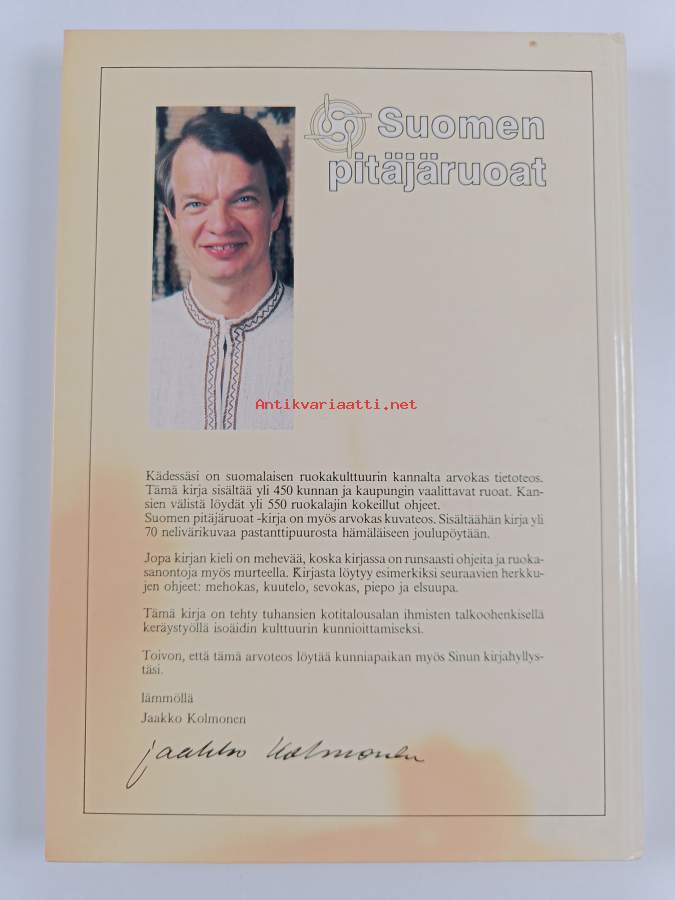 Suomen
pitäjäruoat
Antikvariaatti.net
Kädessäsi on suomalaisen ruokakulttuurin kannalta arvokas tietoteos.
Tämä kirja sisältää yli 450 kunnan ja kaupungin vaalittavat ruoat. Kan-
sien välistä löydät yli 550 ruokalajin kokeillut ohjeet.
Suomen pitäjäruoat -kirja on myös arvokas kuvateos. Sisältäähän kirja yli
70 nelivärikuvaa pastanttipuurosta hämäläiseen joulupöytään.
Jopa kirjan kieli on mehevää, koska kirjassa on runsaasti ohjeita ja ruoka-
sanontoja myös murteella. Kirjasta löytyy esimerkiksi seuraavien herkku-
jen ohjeet: mehokas, kuutelo, sevokas, piepo ja elsuupa.
Tämä kirja on tehty tuhansien kotitalousalan ihmisten talkoohenkisellä
keräystyöllä isoäidin kulttuurin kunnioittamiseksi.
Toivon, että tämä arvoteos löytää kunniapaikan myös Sinun kirjahyllys-
täsi.
lämmöllä
Jaakko Kolmonen
Jaakko Kolmonen